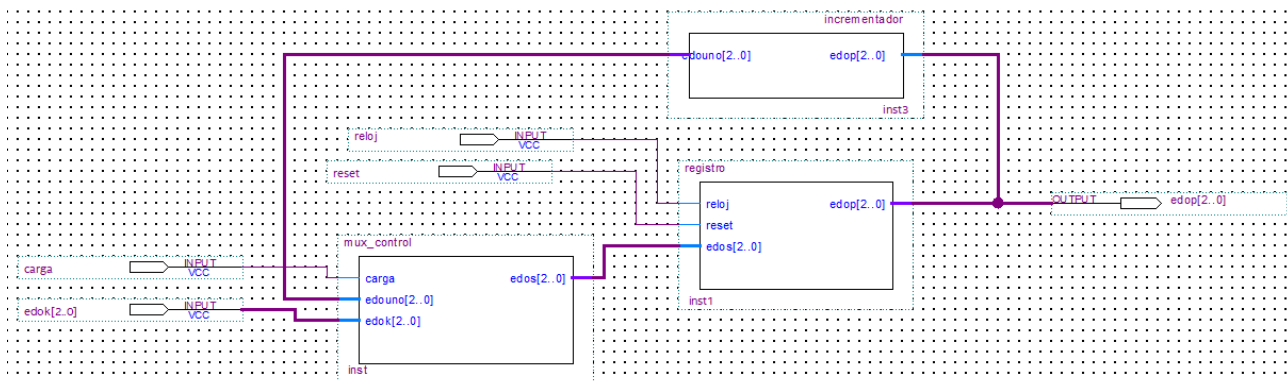 incrementador
edouno[2..0] edop[2..0]
inst3
reloj INPUT
VCC
reset INPUT
VCC
registro
reloj edop[2..0]
reset
edos[2..0]
inst1
OUTPUT edop[2..0]
mux_control
carga INPUT
VCC
edok[2..0] INPUT
VCC
carga edos[2..0]
edouno[2..0]
edok[2..0]
inst